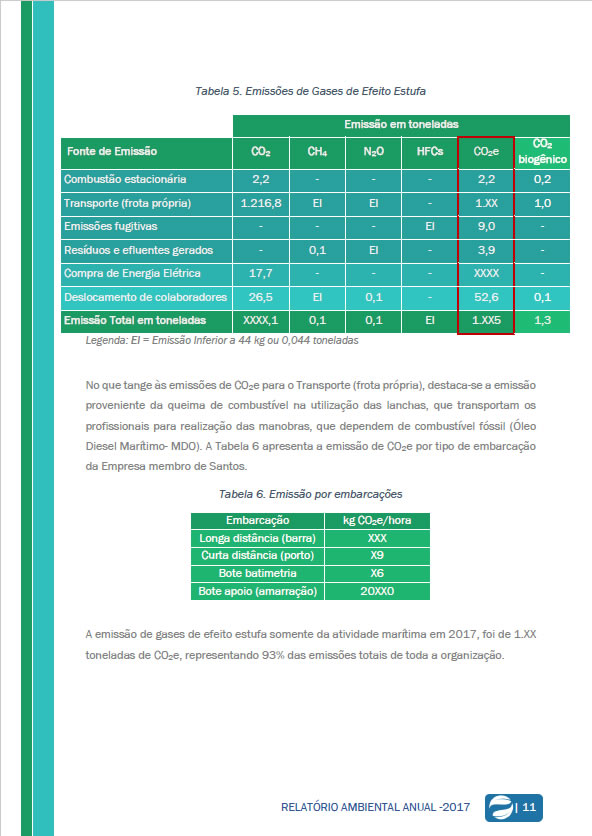 Tabela 5. Emissões de Gases de Efeito Estufa
Emissão em toneladas
Fonte de Emissão CO₂ CH₄ N₂O HFCs CO₂e CO₂ biogênico
Combustão estacionária 2,2 - - - 2,2 0,2
Transporte (frota própria) 1.216,8 EI EI - 1.XX 1,0
Emissões fugitivas - - - EI 9,0 -
Resíduos e efluentes gerados - 0,1 EI - 3,9 -
Compra de Energia Elétrica 17,7 - - - XXXX -
Deslocamento de colaboradores 26,5 EI 0,1 - 52,6 0,1
Emissão Total em toneladas XXXX,1 0,1 0,1 EI 1.XX5 1,3
Legenda: EI = Emissão Inferior a 44 kg ou 0,044 toneladas
No que tange às emissões de CO₂e para o Transporte (frota própria), destaca-se a emissão
proveniente da queima de combustível na utilização das lanchas, que transportam os
profissionais para realização das manobras, que dependem de combustível fóssil (Óleo
Diesel Marítimo- MDO). A Tabela 6 apresenta a emissão de CO₂e por tipo de embarcação
da Empresa membro de Santos.
Tabela 6. Emissão por embarcações
Embarcação kg CO₂e/hora
Longa distância (barra) XXX
Curta distância (porto) X9
Bote batimetria X6
Bote apoio (amarração) 20XX0
A emissão de gases de efeito estufa somente da atividade marítima em 2017, foi de 1.XX
toneladas de CO₂e, representando 93% das emissões totais de toda a organização.
RELATÓRIO AMBIENTAL ANUAL -2017 | 11